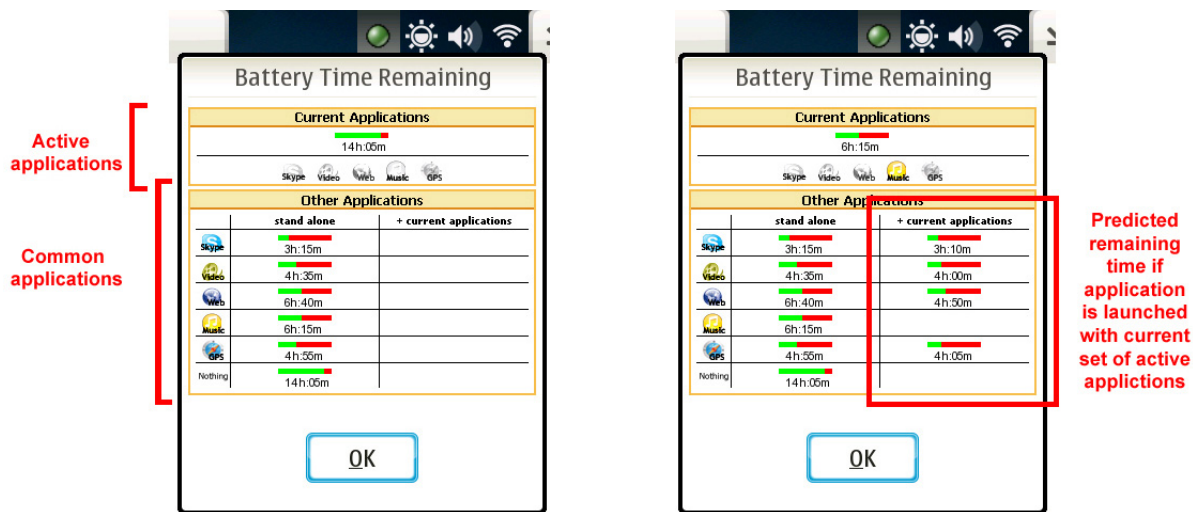 Active
applications
Common
applications
Battery Time Remaining
Current Applications
14h:05m
Skype Video Web Music GPS
Other Applications
stand alone + current applications
Skype 3h:15m
Video 4h:35m
Web 6h:40m
Music 6h:15m
GPS 4h:55m
Nothing 14h:05m
OK
Battery Time Remaining
Current Applications
6h:15m
Skype Video Web Music GPS
Other Applications
stand alone + current applications
3h:15m 3h:10m
4h:35m 4h:00m
6h:40m 4h:50m
6h:15m
4h:55m 4h:05m
Nothing 14h:05m
Skype
Video
Web
Music
GPS
OK
Predicted
remaining
time if
application
is launched
with current
set of active
applictions